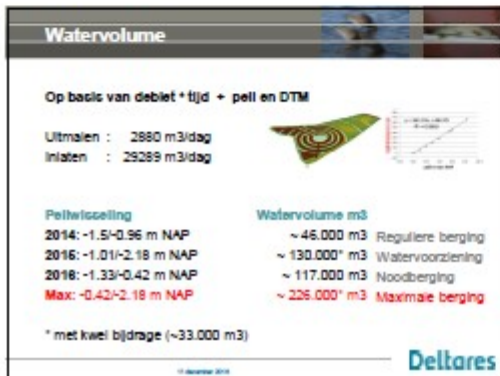 Watervolume
Op basis van debiet * tijd + peil en DTM
Uitmalen : 2880 m3/dag
Inlaten : 29289 m3/dag
Peilwisseling Watervolume m3
2014: -1.5/-0.96 m NAP ~ 46.000 m3 Reguliere berging
2015: -1.01/-2.18 m NAP ~ 130.000* m3 Watervoorziening
2016: -1.33/-0.42 m NAP ~ 117.000 m3 Noodberging
Max: -0.42/-2.18 m NAP ~ 226.000* m3 Maximale berging
* met kwel bijdrage (~33.000 m3)
Deltares